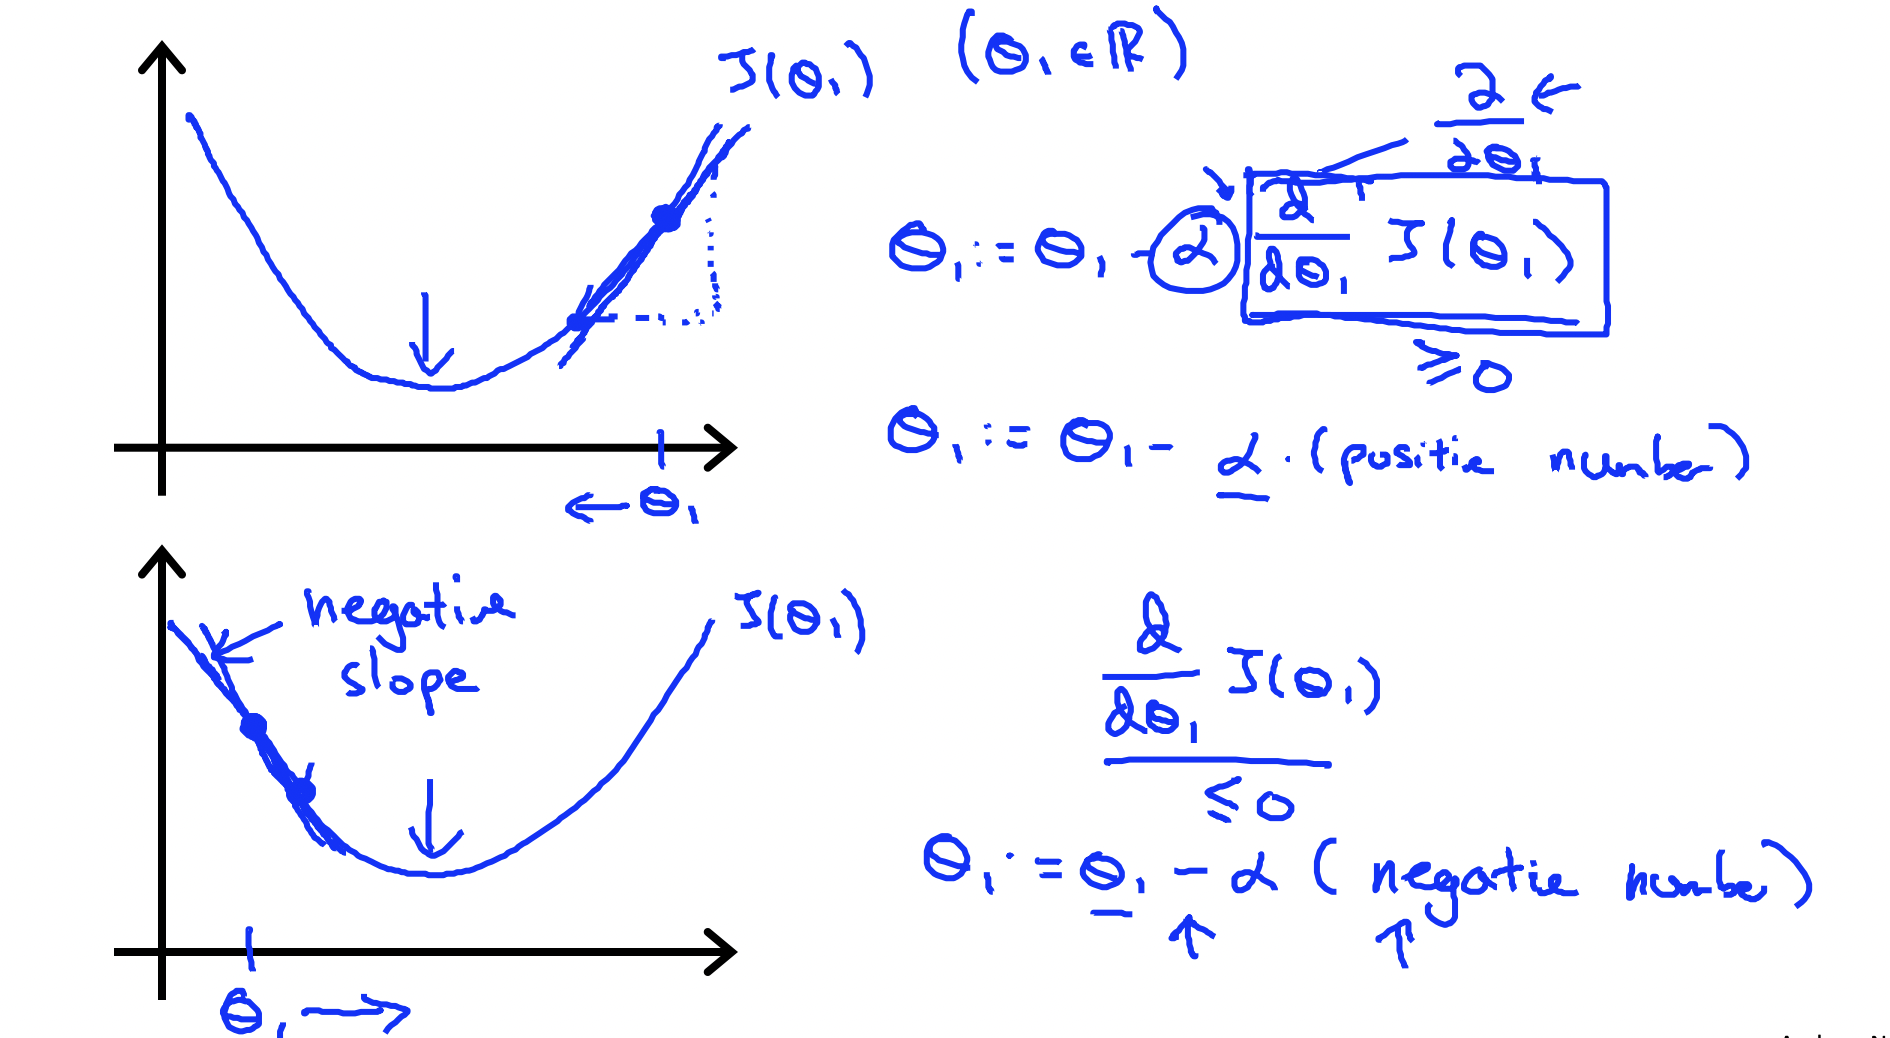 J(θ₁) (θ₁ ∈ ℝ)
∂/∂θ₁ ←
θ₁ := θ₁ - α d/dθ₁ J(θ₁)
≥ 0
θ₁ := θ₁ - α · (positive number)
← θ₁
negative
slope
J(θ₁)
d/dθ₁ J(θ₁)
≤ 0
θ₁ := θ₁ - α (negative number)
θ₁ →